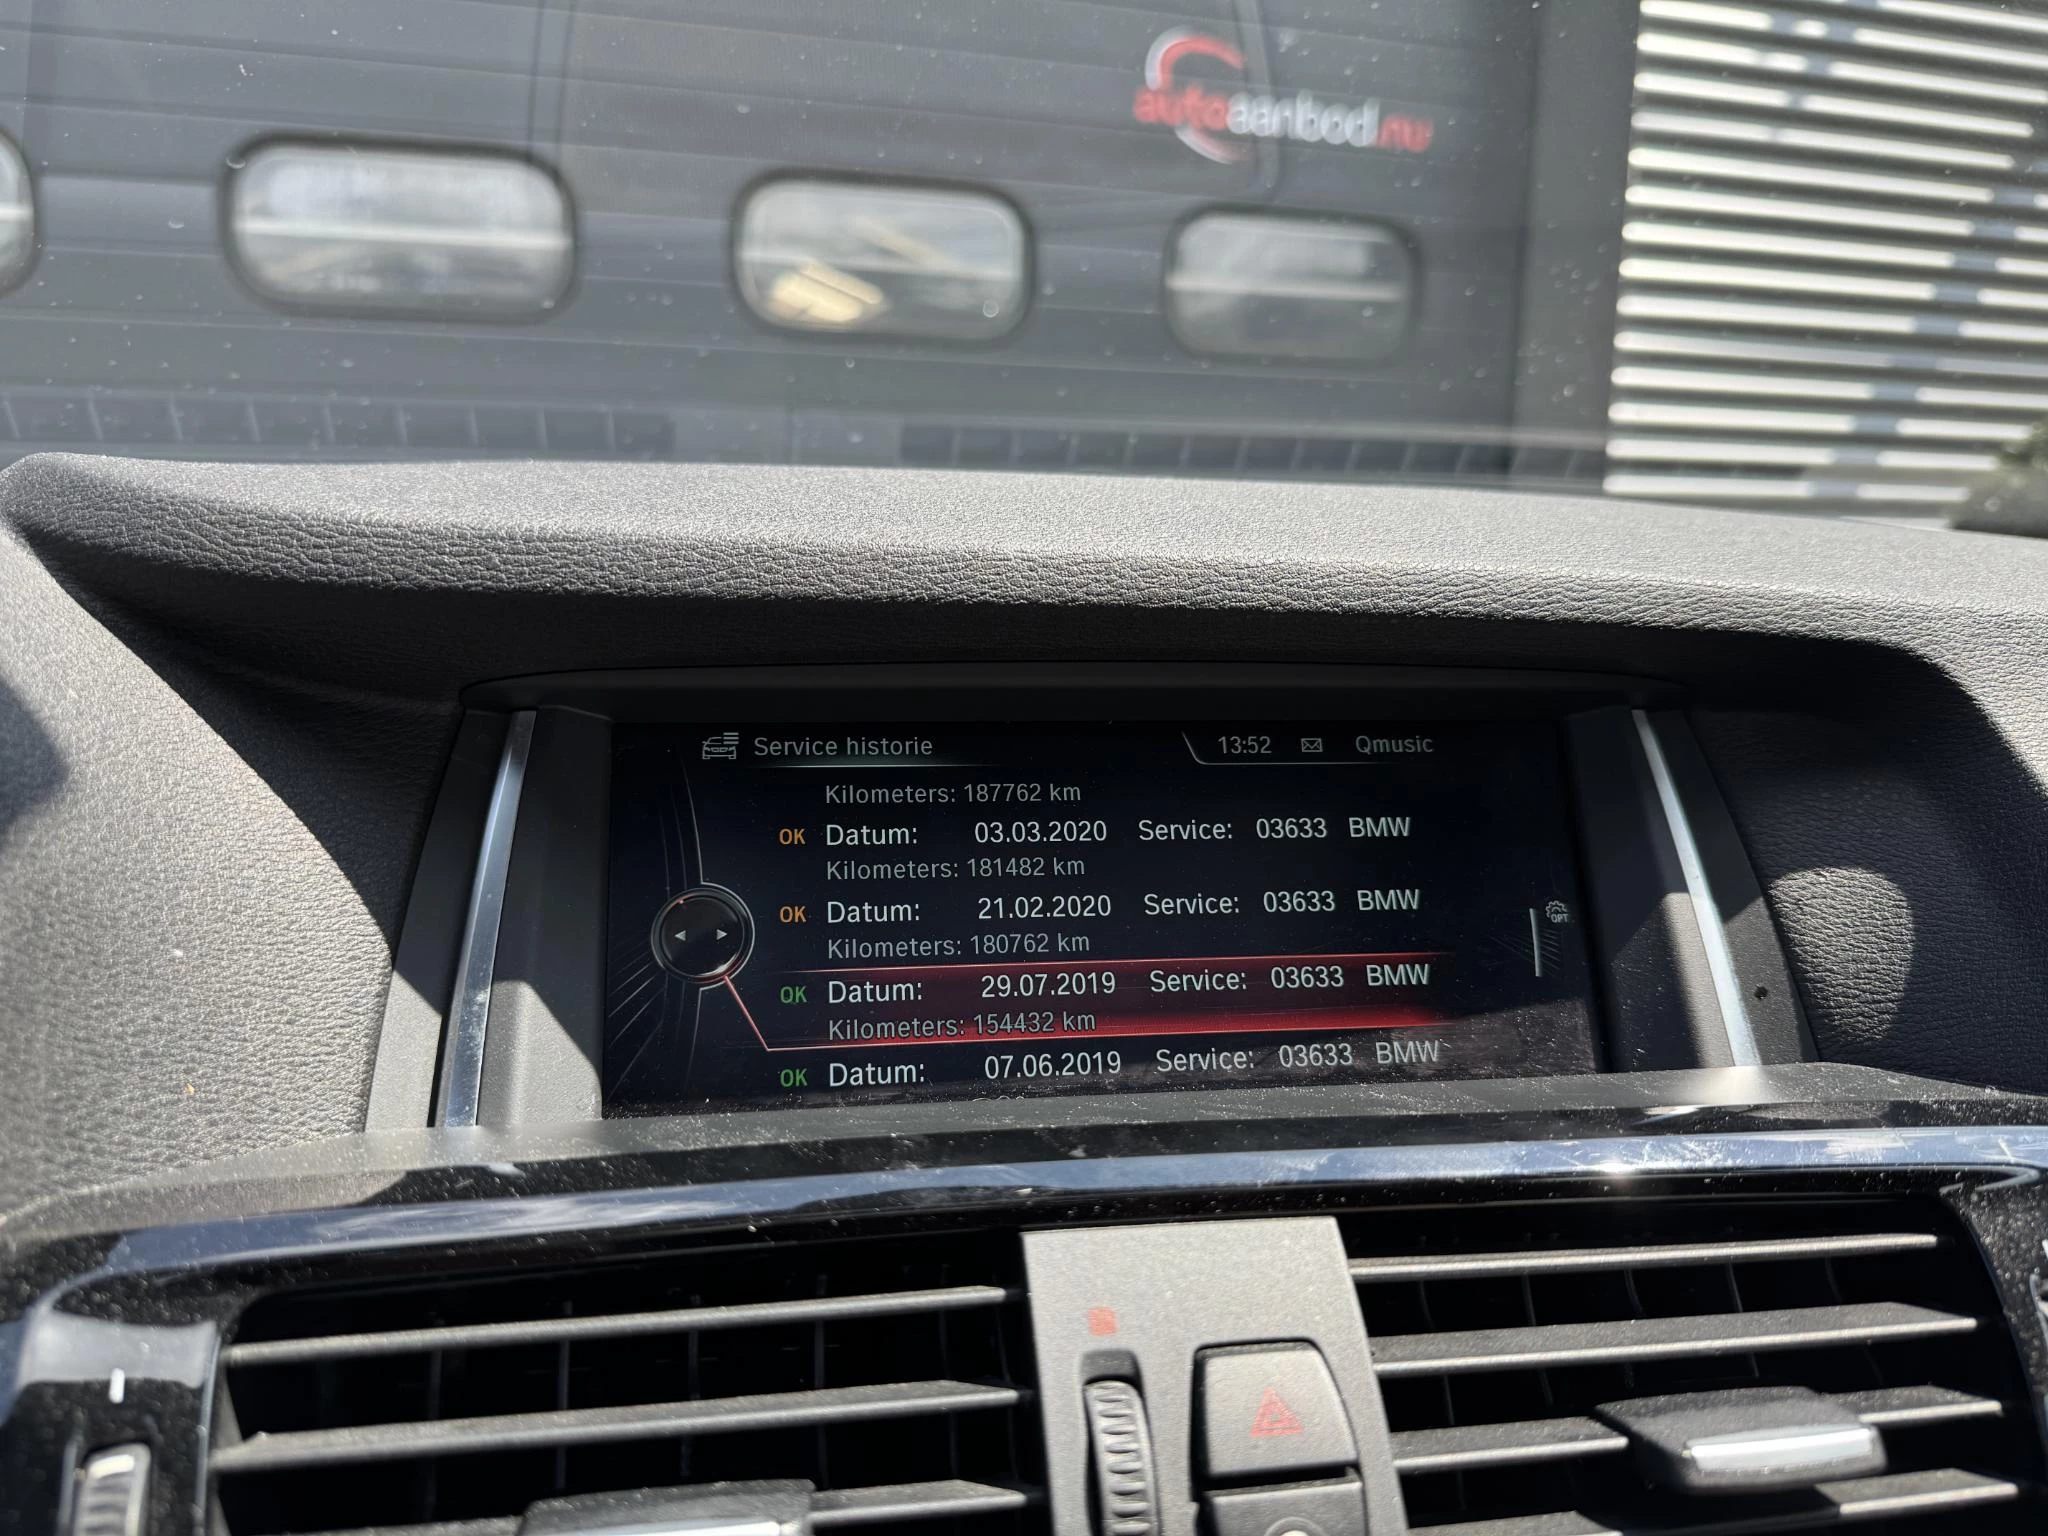 autoaanbod.nu
Service historie 13:52 Qmusic
Kilometers: 187762 km
OK Datum: 03.03.2020 Service: 03633 BMW
Kilometers: 181482 km
OK Datum: 21.02.2020 Service: 03633 BMW
Kilometers: 180762 km
OPT
OK Datum: 29.07.2019 Service: 03633 BMW
Kilometers: 154432 km
OK Datum: 07.06.2019 Service: 03633 BMW